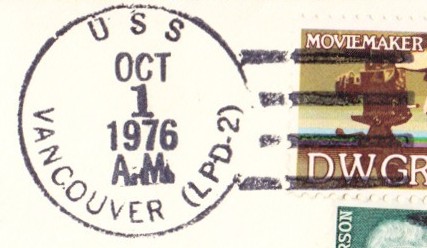 USS
OCT
1
1976
A.M.
VANCOUVER (LPD-2)
MOVIEMAKER
D.W. GR
RSON